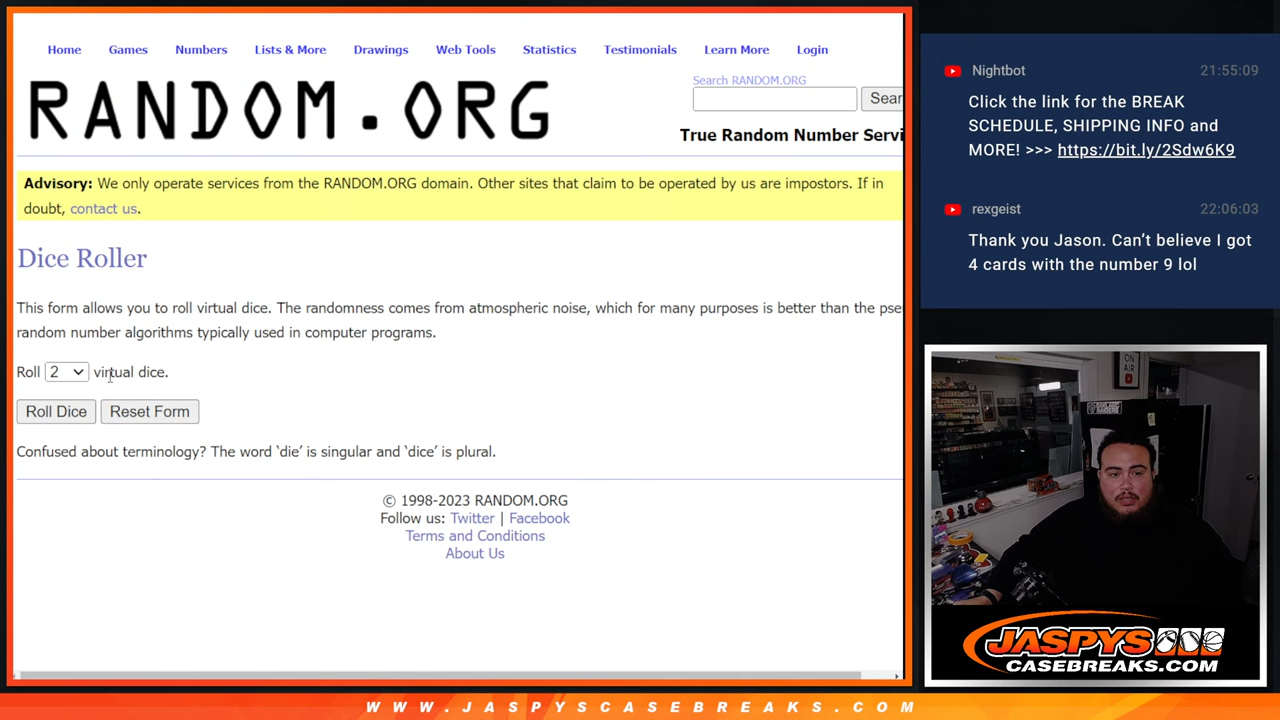 Home Games Numbers Lists & More Drawings Web Tools Statistics Testimonials Learn More Login
RANDOM.ORG
Search RANDOM.ORG
Sear
True Random Number Servi
Advisory: We only operate services from the RANDOM.ORG domain. Other sites that claim to be operated by us are impostors. If in
doubt, contact us.
Dice Roller
This form allows you to roll virtual dice. The randomness comes from atmospheric noise, which for many purposes is better than the pse
random number algorithms typically used in computer programs.
Roll 2 virtual dice.
Roll Dice Reset Form
Confused about terminology? The word ‘die’ is singular and ‘dice’ is plural.
© 1998-2023 RANDOM.ORG
Follow us: Twitter | Facebook
Terms and Conditions
About Us
Nightbot 21:55:09
Click the link for the BREAK
SCHEDULE, SHIPPING INFO and
MORE! >>> https://bit.ly/2Sdw6K9
rexgeist 22:06:03
Thank you Jason. Can’t believe I got
4 cards with the number 9 lol
ON
AIR
JASPYS
CASEBREAKS.COM
WWW.JASPYSCASEBREAKS.COM